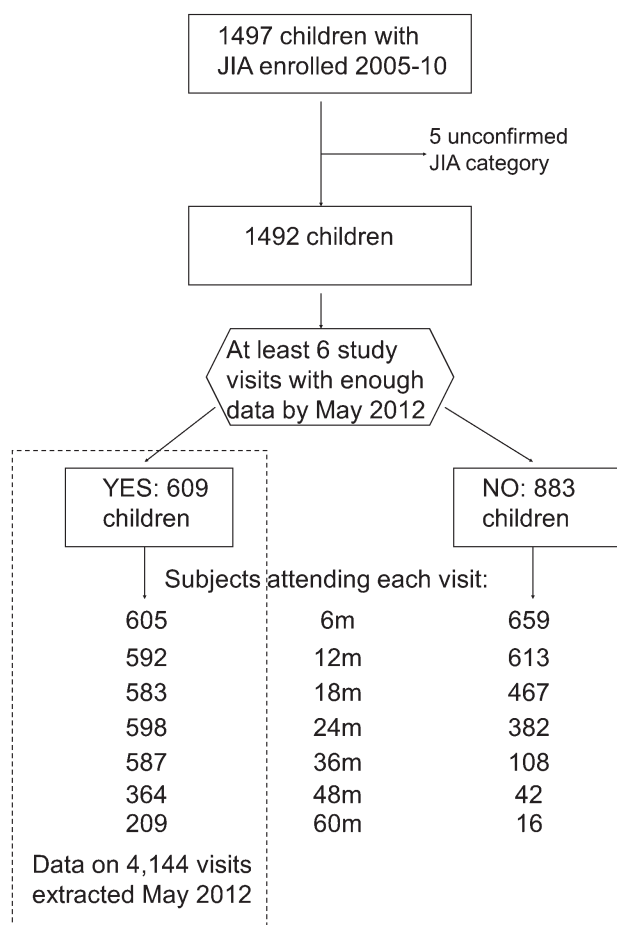 1497 children with
JIA enrolled 2005-10
5 unconfirmed
JIA category
1492 children
At least 6 study
visits with enough
data by May 2012
YES: 609
children
NO: 883
children
Subjects attending each visit:
605 6m 659
592 12m 613
583 18m 467
598 24m 382
587 36m 108
364 48m 42
209 60m 16
Data on 4,144 visits
extracted May 2012